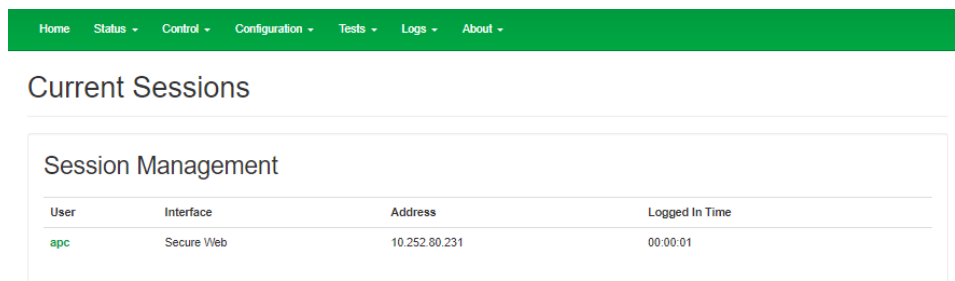 Home Status Control Configuration Tests Logs About
Current Sessions
Session Management
User Interface Address Logged In Time
apc Secure Web 10.252.80.231 00:00:01